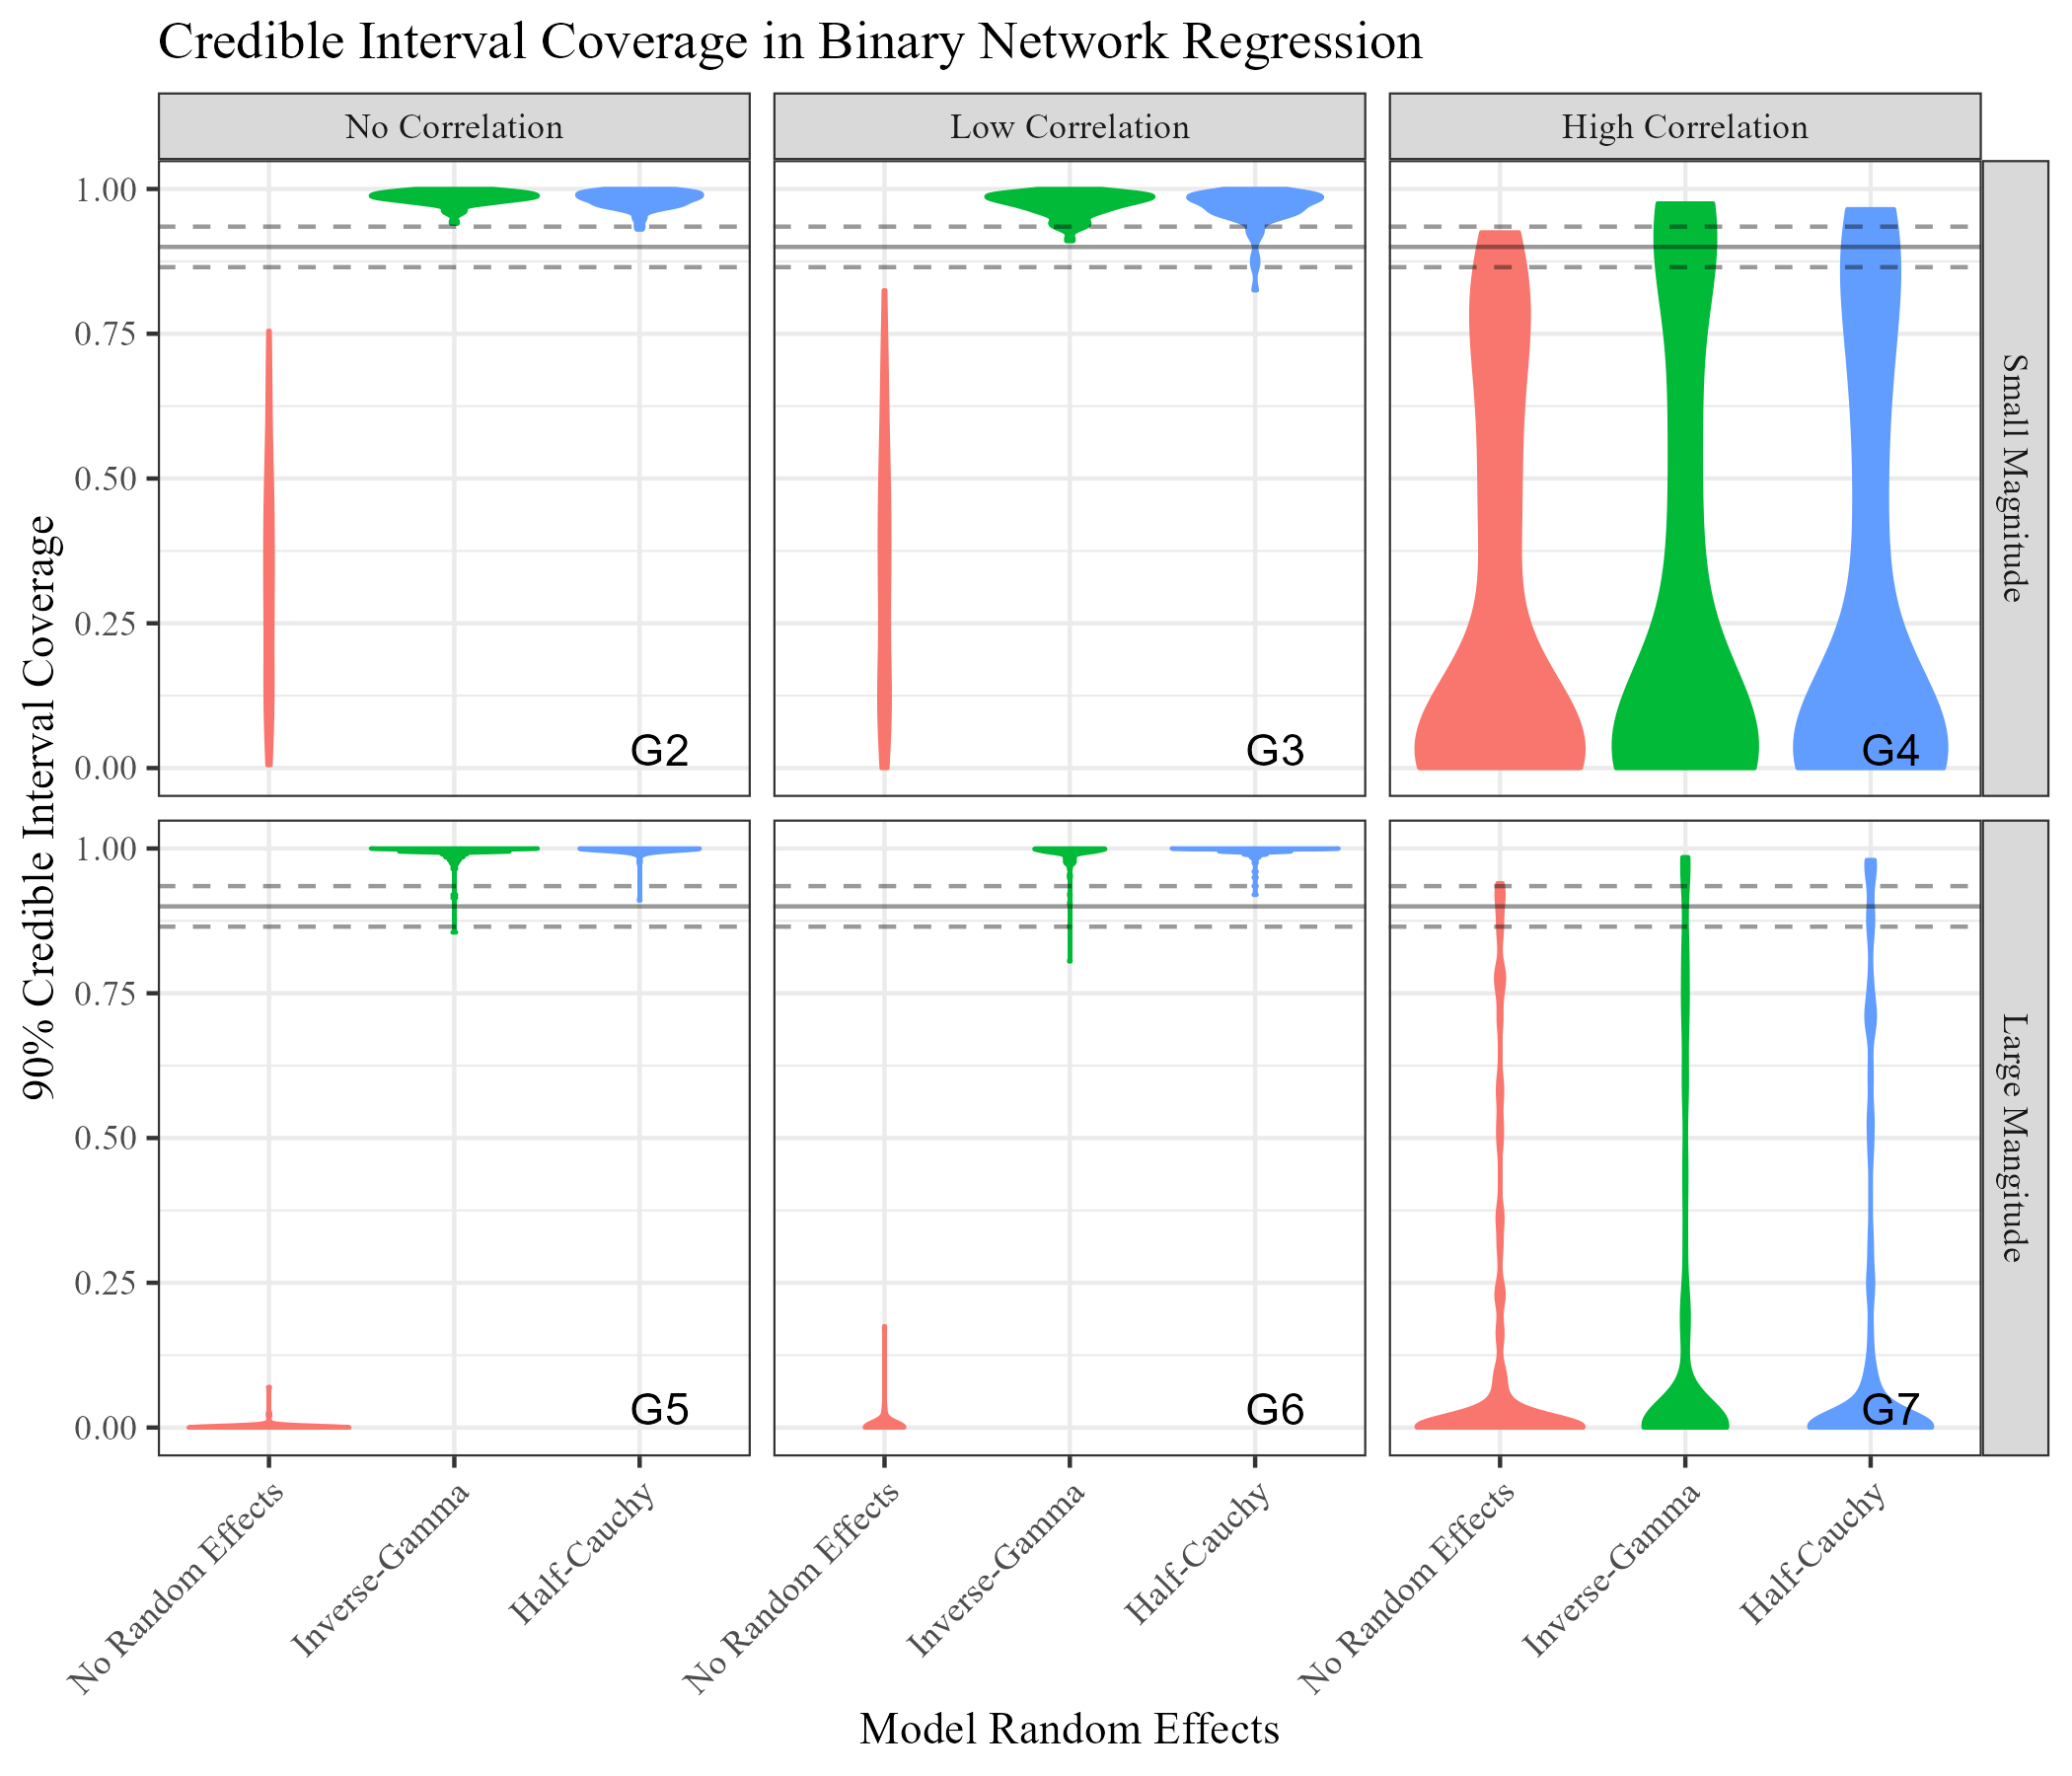 Credible Interval Coverage in Binary Network Regression
No Correlation
Low Correlation
High Correlation
90% Credible Interval Coverage
1.00
0.75
0.50
0.25
0.00
G2
G3
G4
Small Magnitude
1.00
0.75
0.50
0.25
0.00
G5
G6
G7
Large Mangitude
No Random Effects
Inverse-Gamma
Half-Cauchy
No Random Effects
Inverse-Gamma
Half-Cauchy
No Random Effects
Inverse-Gamma
Half-Cauchy
Model Random Effects